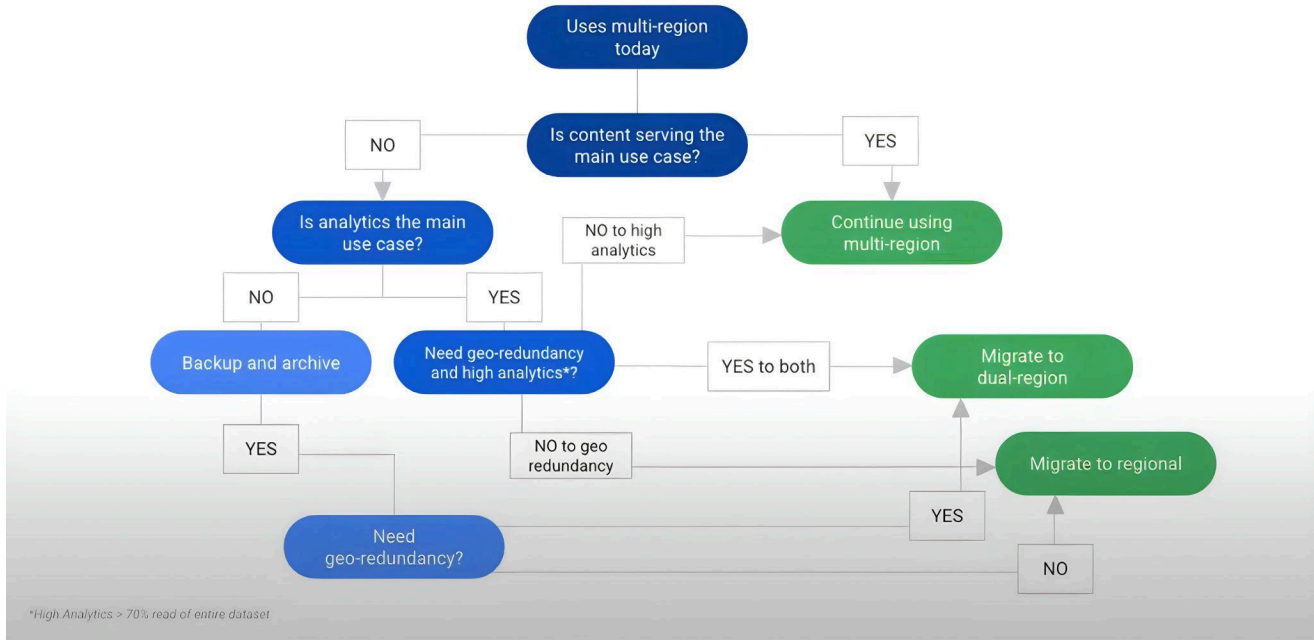 Uses multi-region
today
Is content serving the
main use case?
NO
YES
Is analytics the main
use case?
NO to high
analytics
Continue using
multi-region
NO
YES
Backup and archive
Need geo-redundancy
and high analytics*?
YES to both
Migrate to
dual-region
YES
NO to geo
redundancy
Migrate to regional
YES
Need
geo-redundancy?
NO
*High Analytics > 70% read of entire dataset